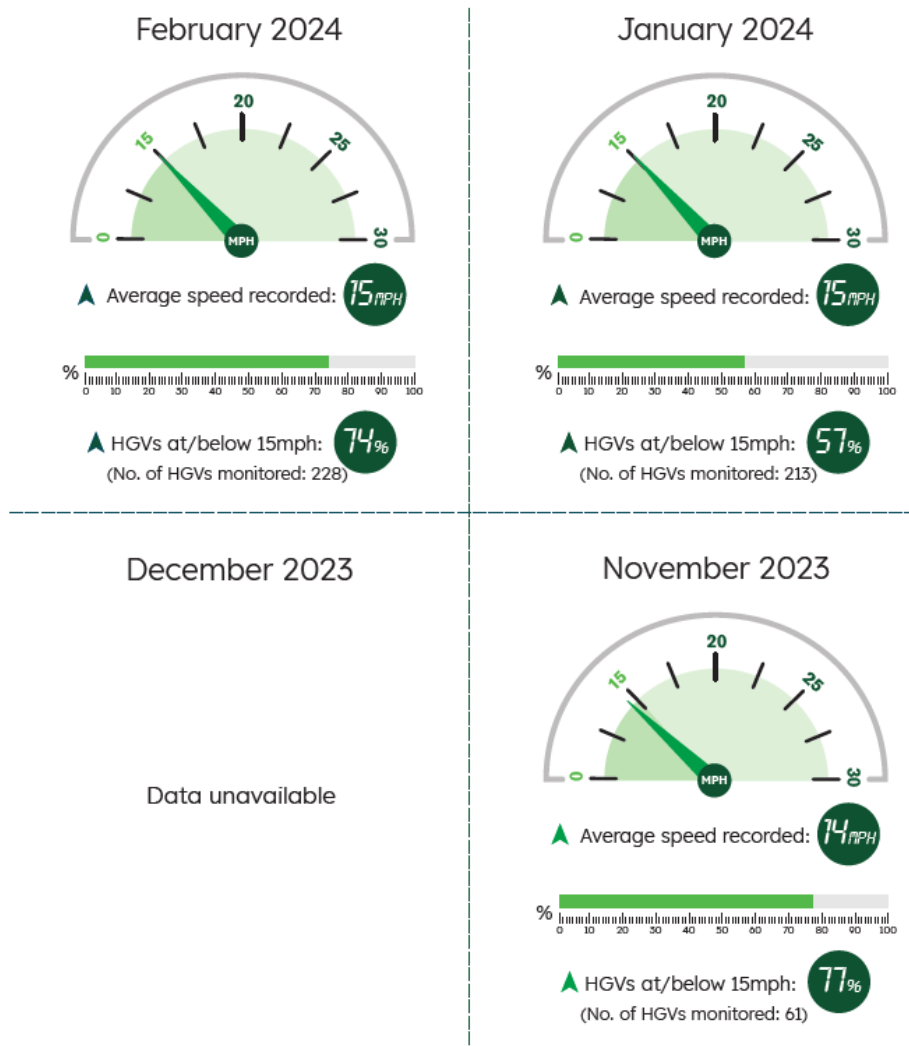 February 2024
0
15
20
25
30
MPH
Average speed recorded: 15MPH
%
0 10 20 30 40 50 60 70 80 90 100
HGVs at/below 15mph: 74%
(No. of HGVs monitored: 228)
January 2024
0
15
20
25
30
MPH
Average speed recorded: 15MPH
%
0 10 20 30 40 50 60 70 80 90 100
HGVs at/below 15mph: 57%
(No. of HGVs monitored: 213)
December 2023
Data unavailable
November 2023
0
15
20
25
30
MPH
Average speed recorded: 14MPH
%
0 10 20 30 40 50 60 70 80 90 100
HGVs at/below 15mph: 77%
(No. of HGVs monitored: 61)